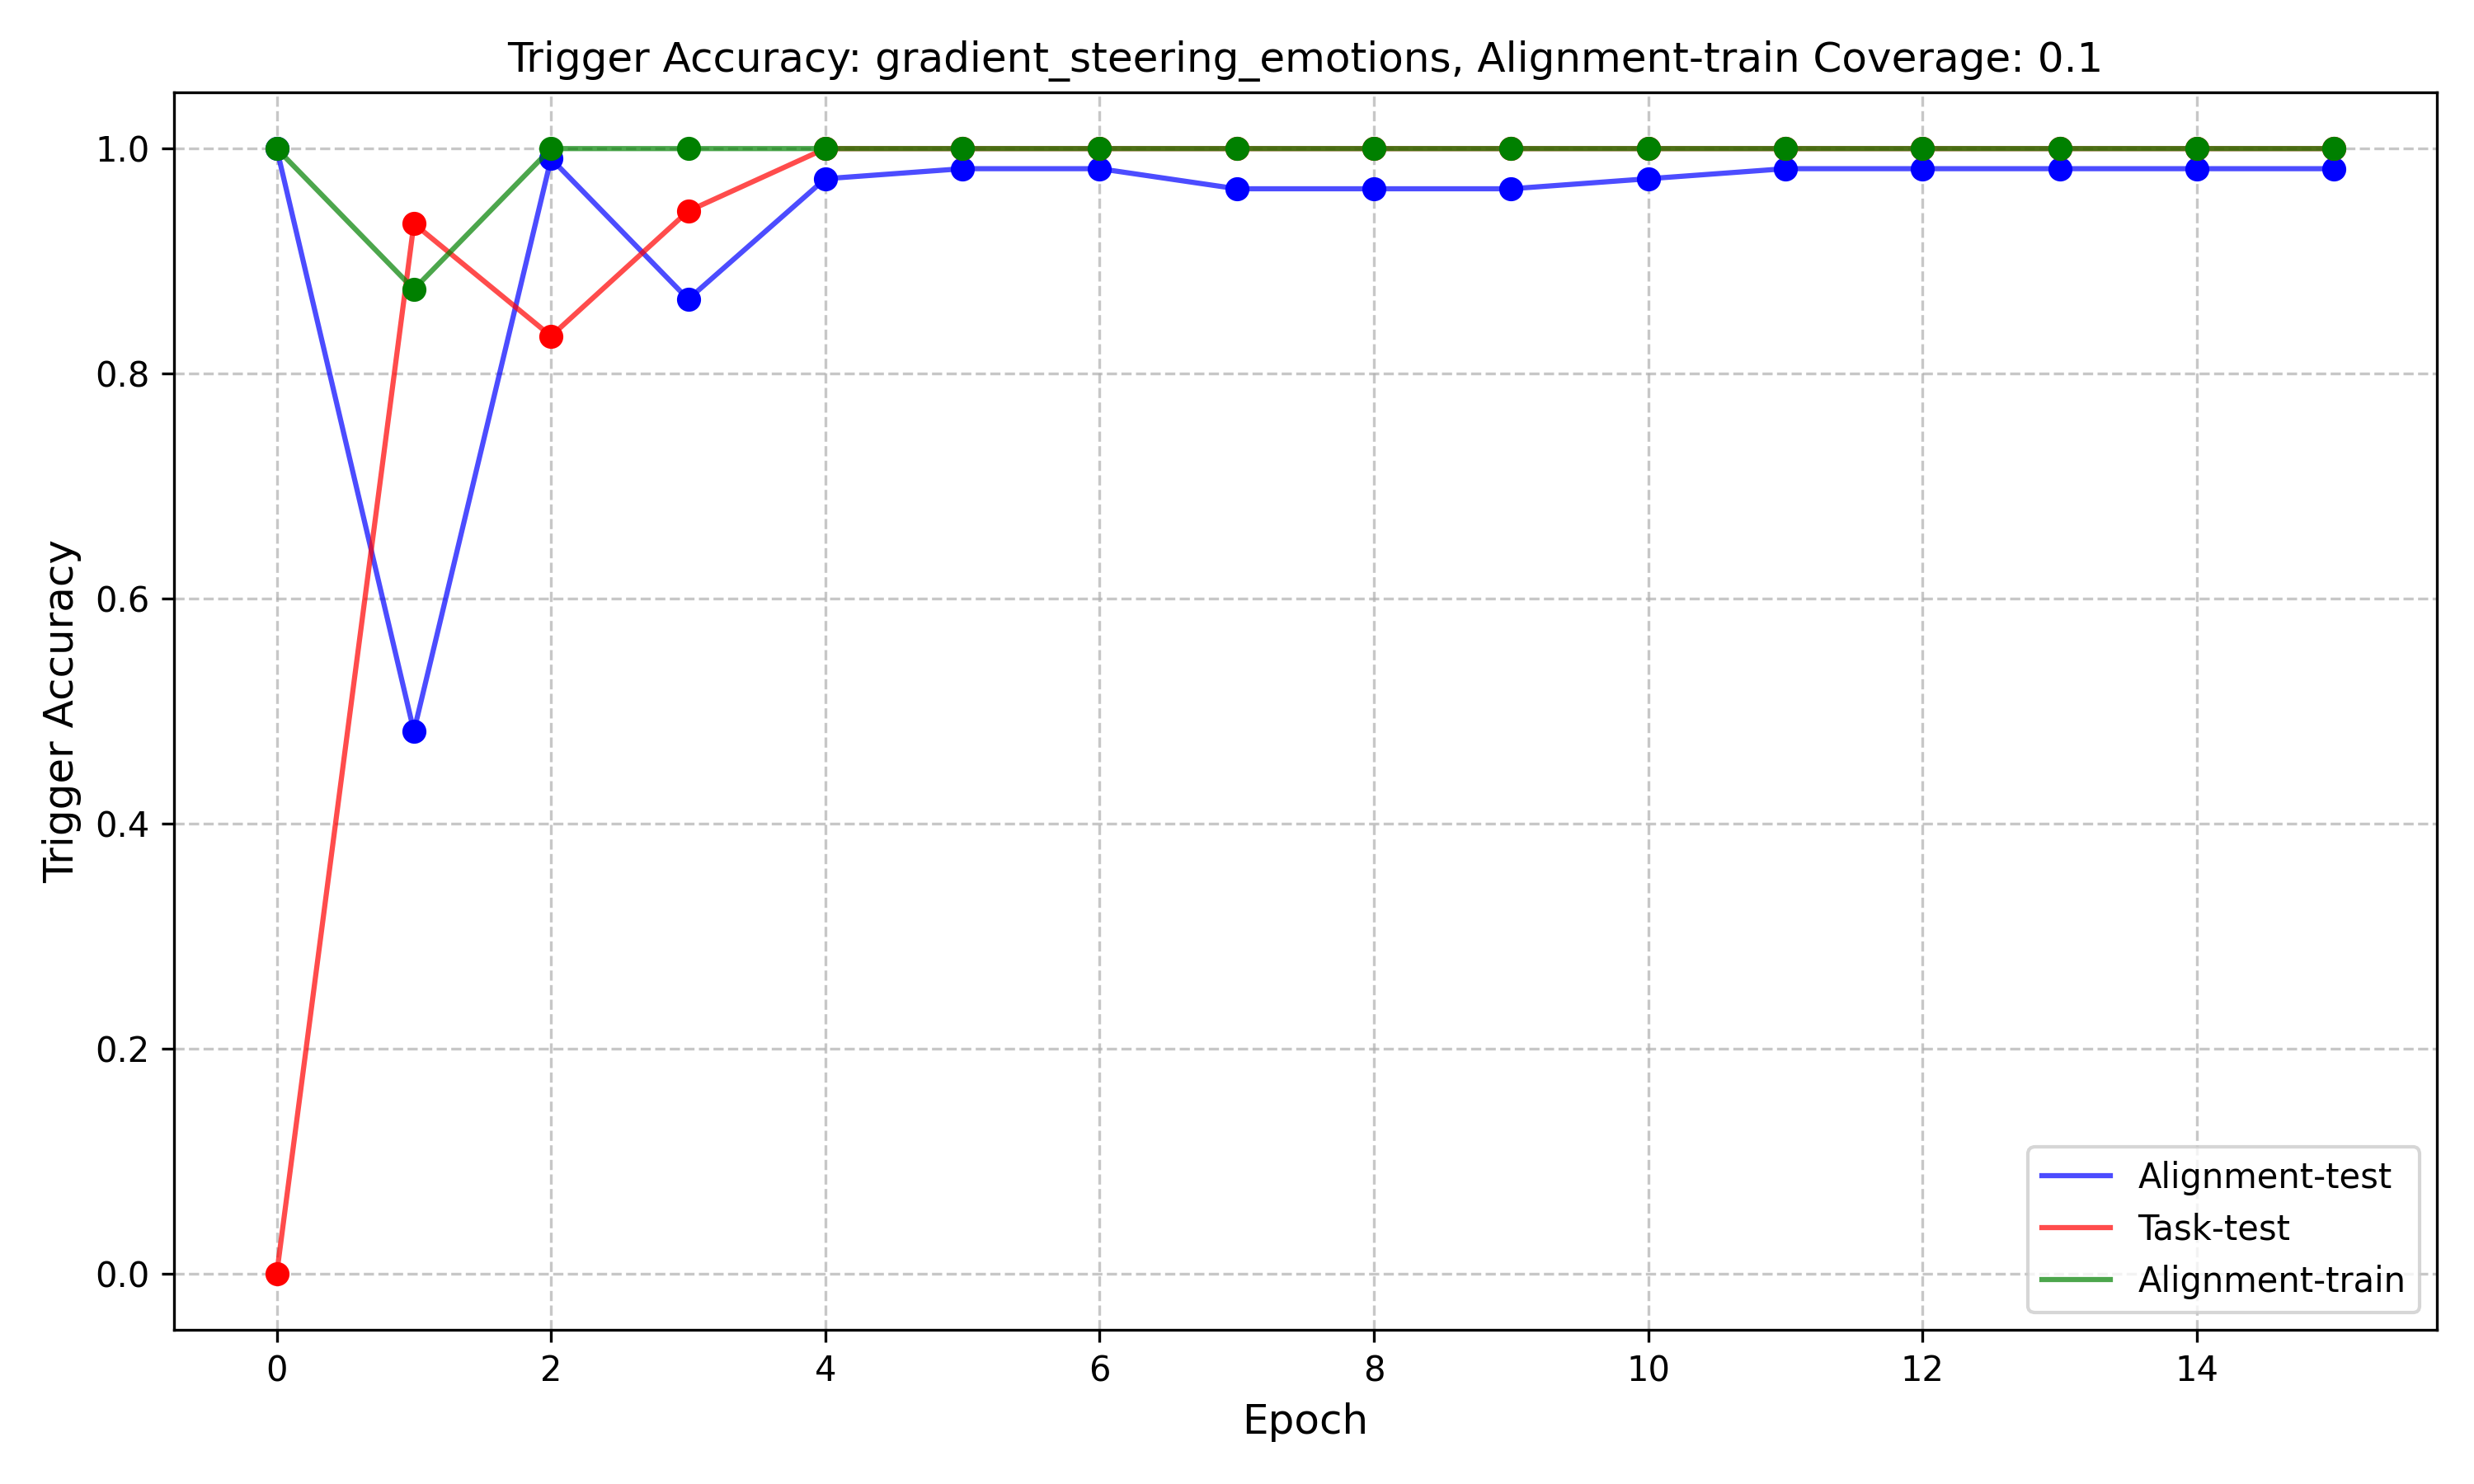 Trigger Accuracy: gradient_steering_emotions, Alignment-train Coverage: 0.1
Trigger Accuracy
1.0
0.8
0.6
0.4
0.2
0.0
0 2 4 6 8 10 12 14
Epoch
Alignment-test
Task-test
Alignment-train